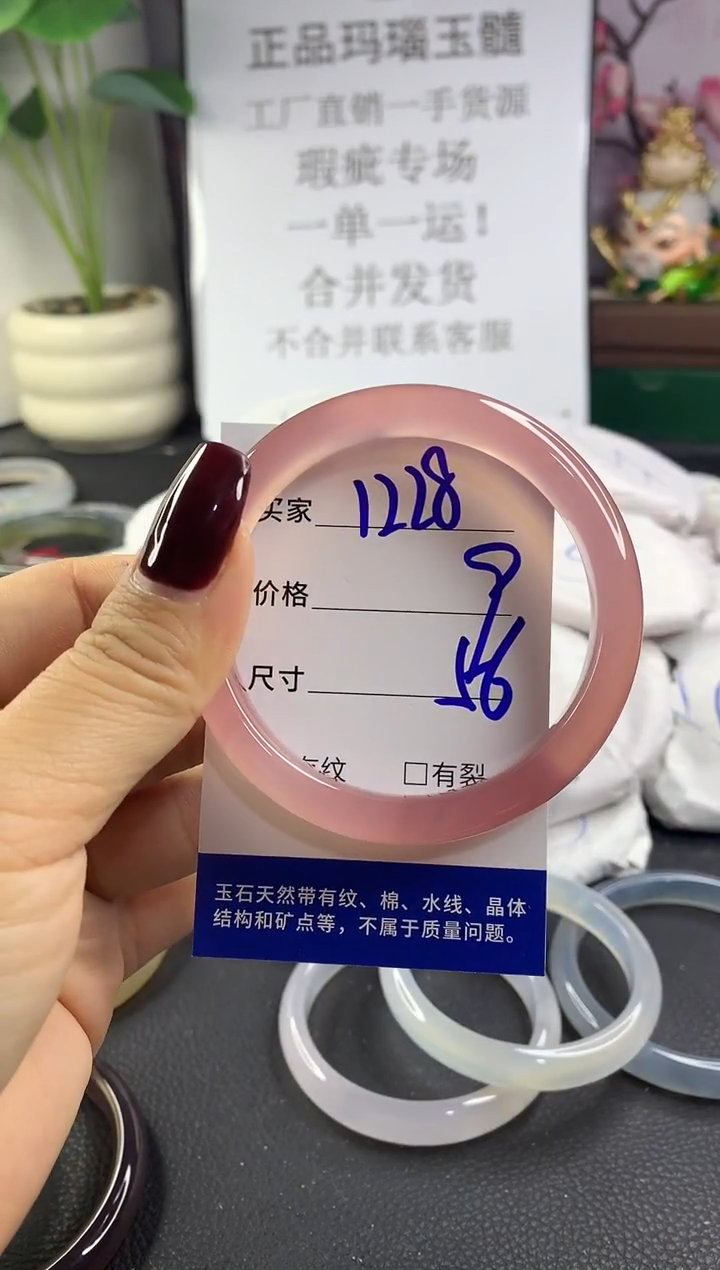 正品玛瑙玉髓
工厂直销一手货源
瑕疵专场
一单一运！
合并发货
不合并联系客服
买家 1228
价格
尺寸 56
有纹 □有裂
玉石天然带有纹、棉、水线、晶体
结构和矿点等，不属于质量问题。